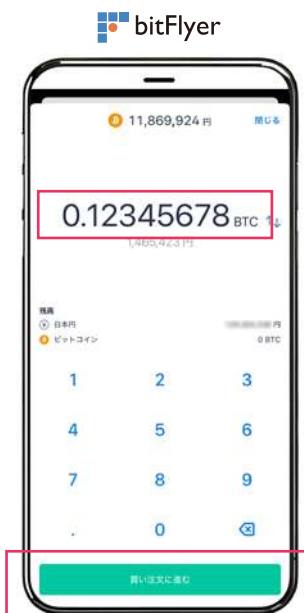 bitFlyer
11,869,924 円 閉じる
0.12345678 BTC
1,465,423 円
残高
日本円 円
ビットコイン 0 BTC
1 2 3
4 5 6
7 8 9
. 0
買い注文に進む